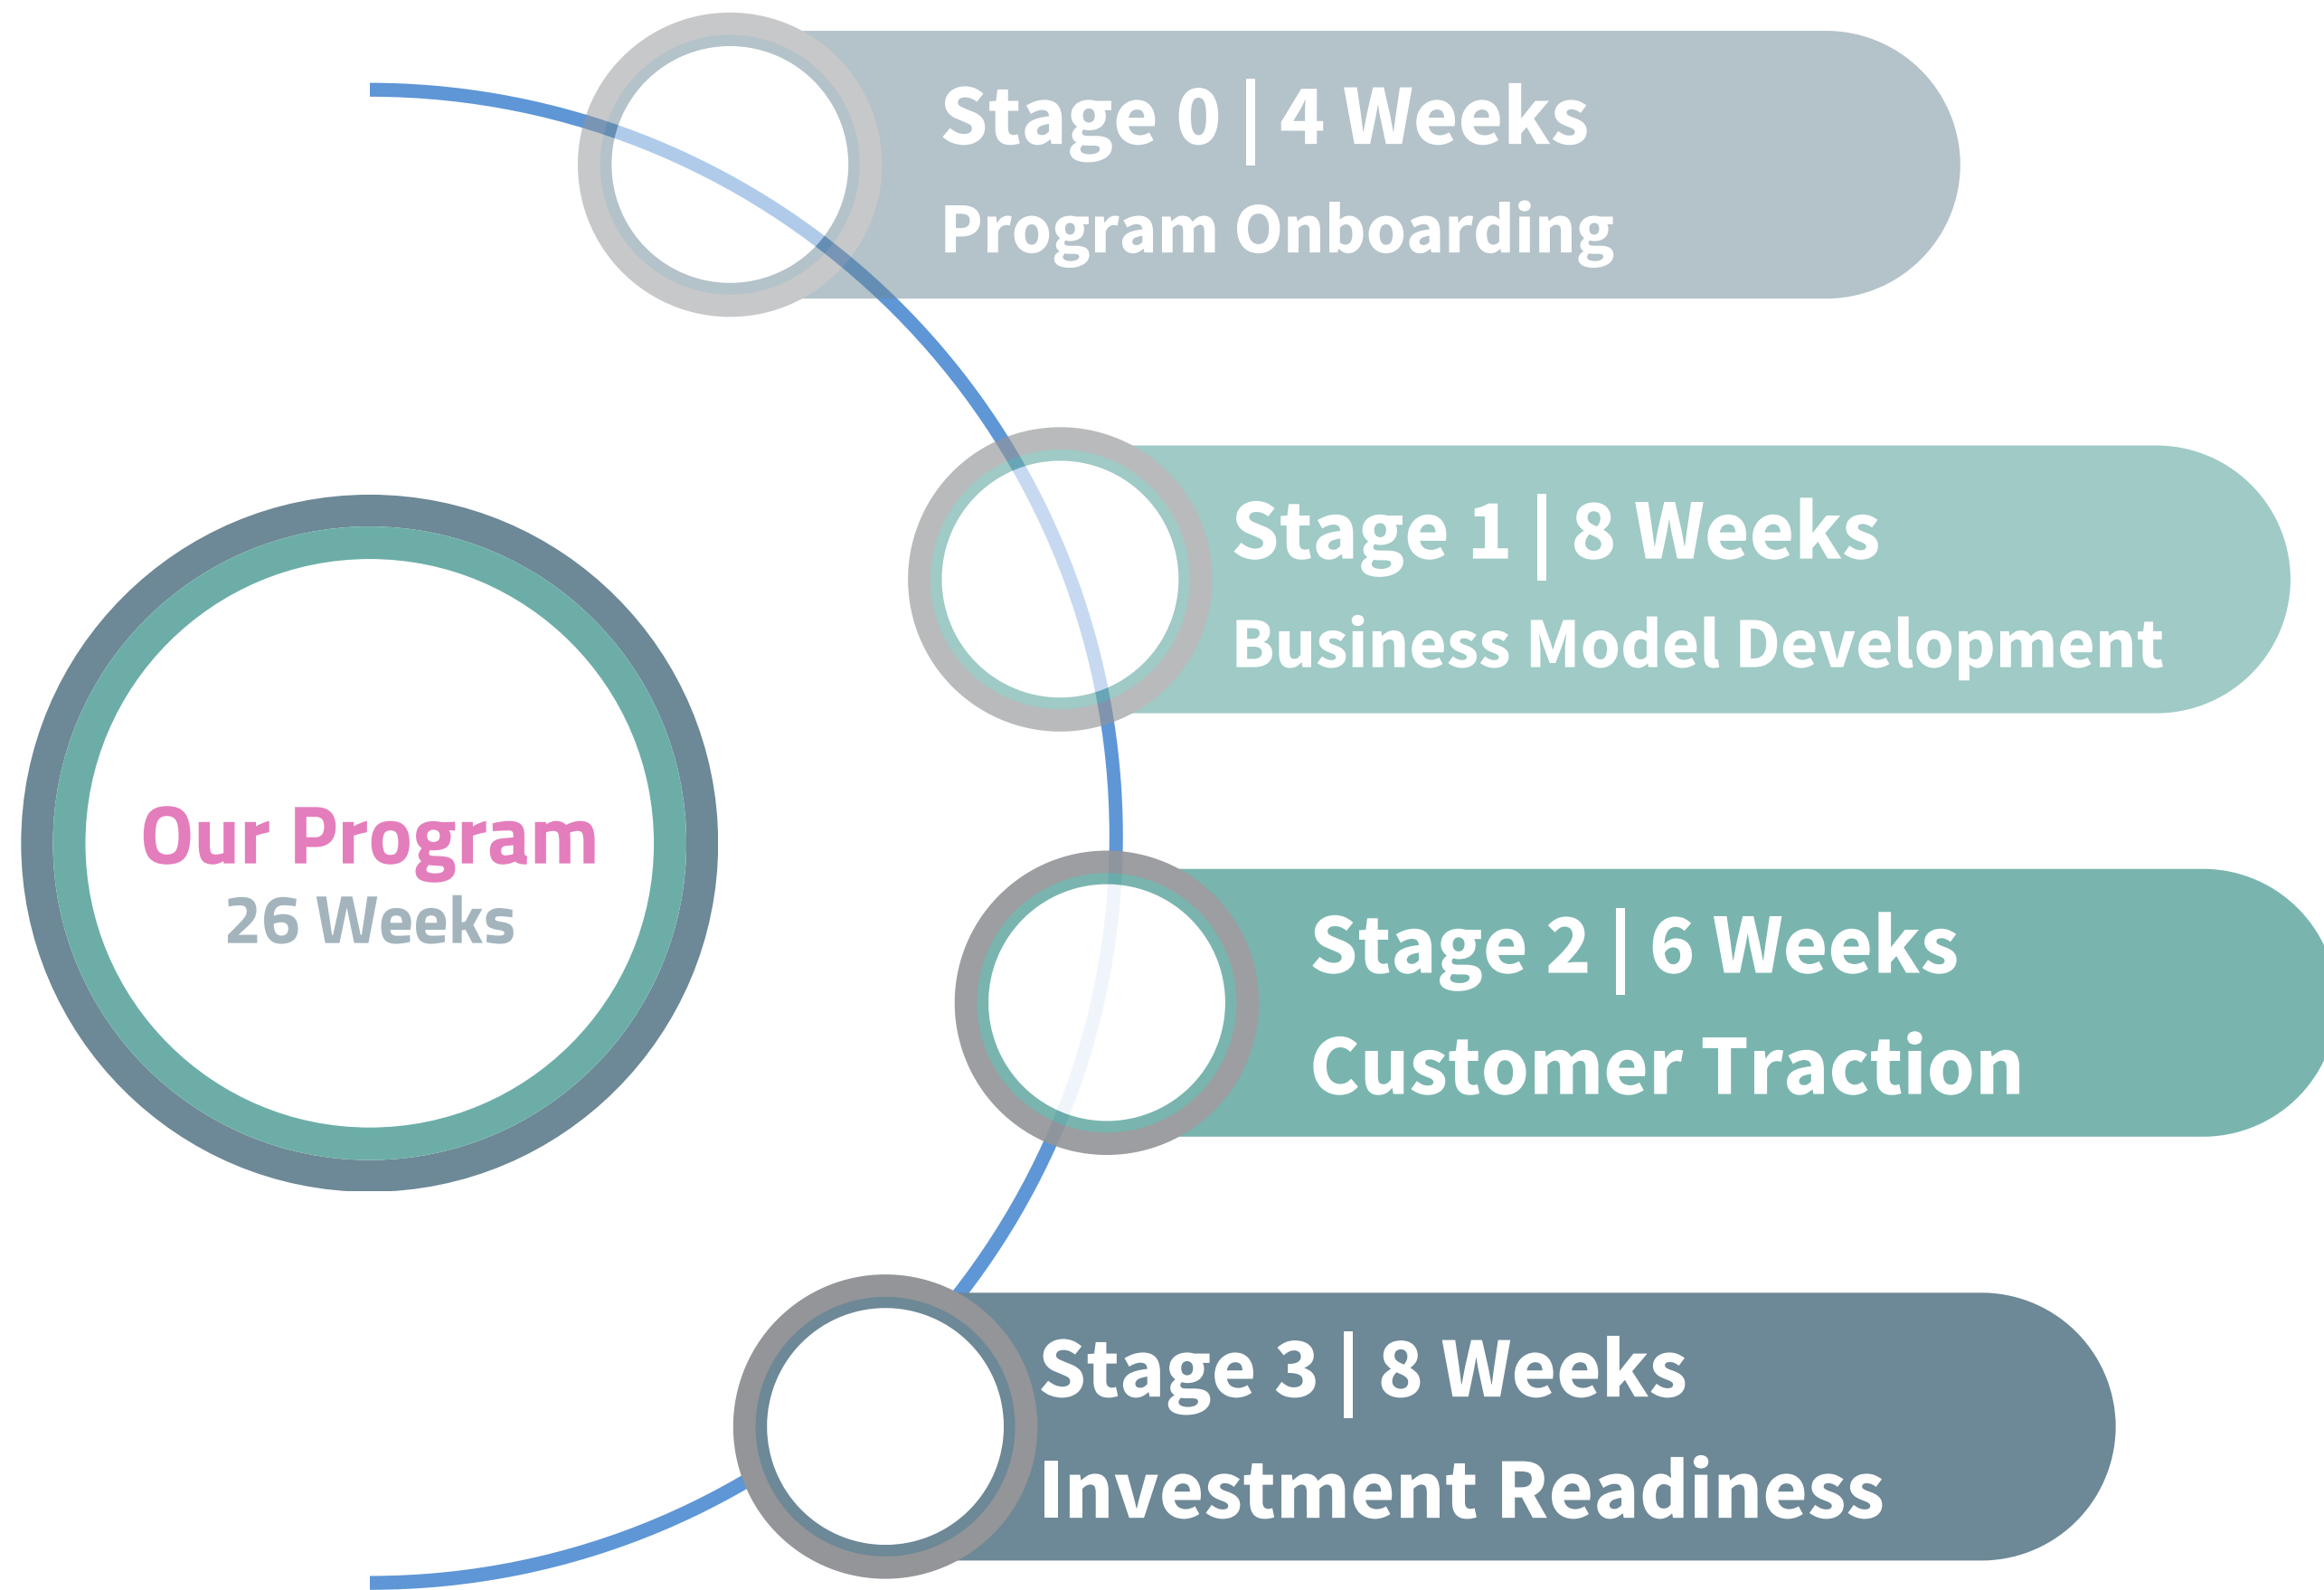 Stage 0 | 4 Weeks
Program Onboarding
Stage 1 | 8 Weeks
Business Model Dvelopment
Our Program
26 Weeks
Stage 2 | 6 Weeks
Customer Traction
Stage 3 | 8 Weeks
Investment Readiness